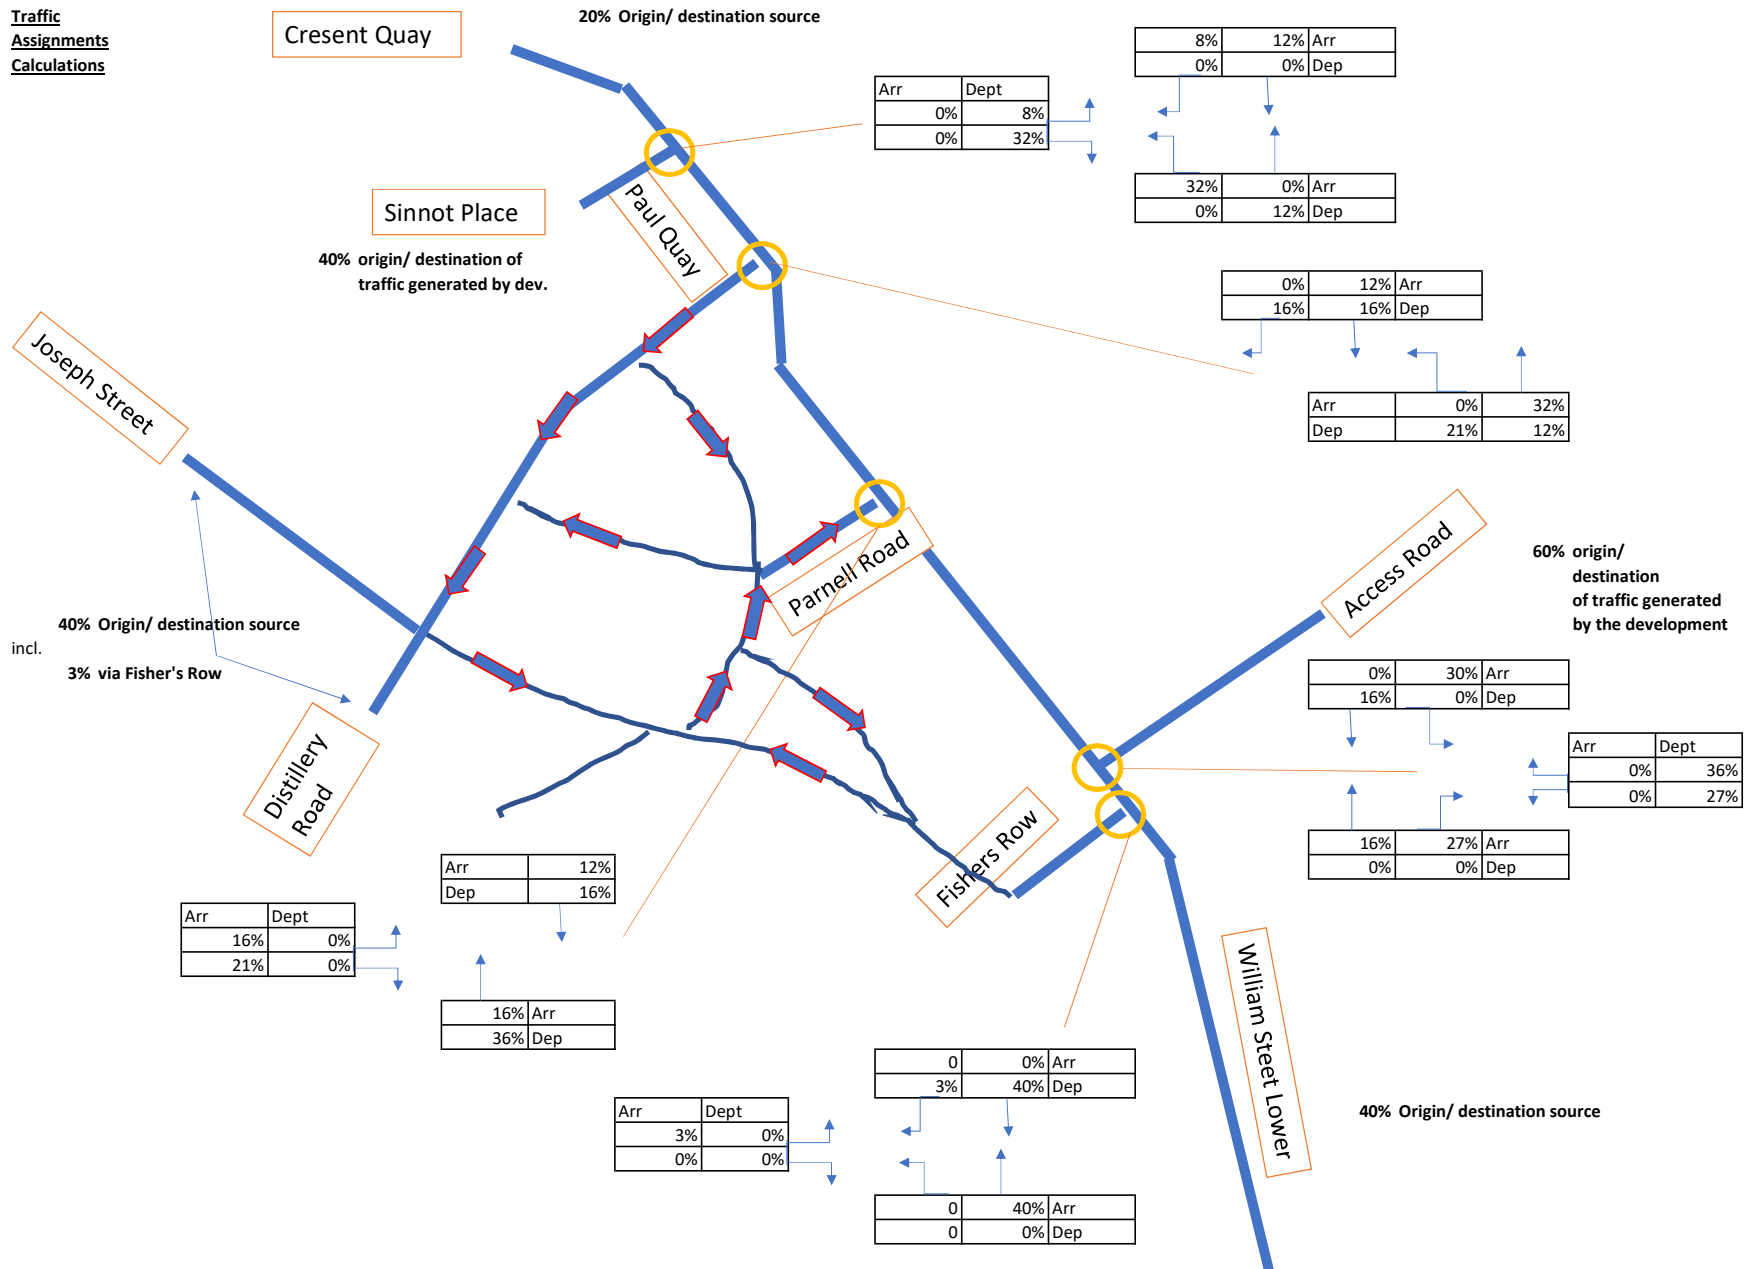 Traffic
Assignments
Calculations
Cresent Quay
20% Origin/ destination source
8% 12% Arr
0% 0% Dep
Arr Dept
0% 8%
0% 32%
32% 0% Arr
0% 12% Dep
Sinnot Place
Paul Quay
40% origin/ destination of
traffic generated by dev.
0% 12% Arr
16% 16% Dep
Arr 0% 32%
Dep 21% 12%
Joseph Street
Parnell Road
Access Road
60% origin/
destination
of traffic generated
by the development
40% Origin/ destination source
incl.
3% via Fisher's Row
0% 30% Arr
16% 0% Dep
Arr Dept
0% 36%
0% 27%
16% 27% Arr
0% 0% Dep
Distillery
Road
Fishers Row
Arr 12%
Dep 16%
Arr Dept
16% 0%
21% 0%
16% Arr
36% Dep
William Steet Lower
0 0% Arr
3% 40% Dep
Arr Dept
3% 0%
0% 0%
40% Origin/ destination source
0 40% Arr
0 0% Dep